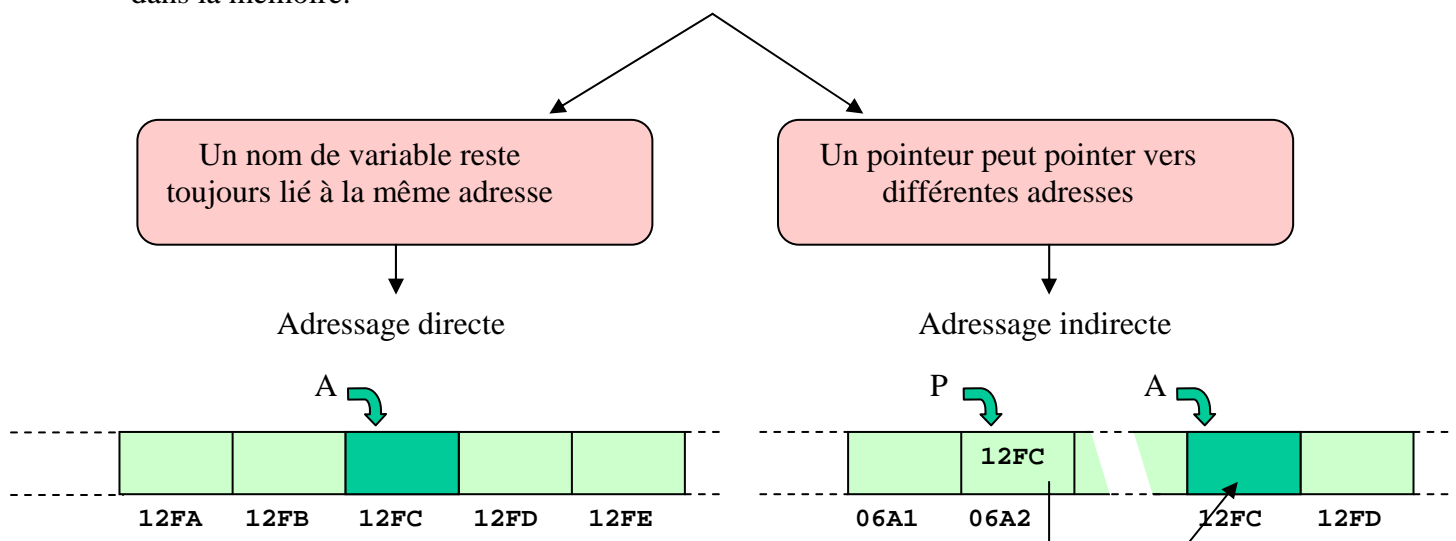 dans la mémoire.
Un nom de variable reste
toujours lié à la même adresse
Un pointeur peut pointer vers
différentes adresses
Adressage directe
Adressage indirecte
A
P
A
12FC
12FA 12FB 12FC 12FD 12FE
06A1 06A2 12FC 12FD